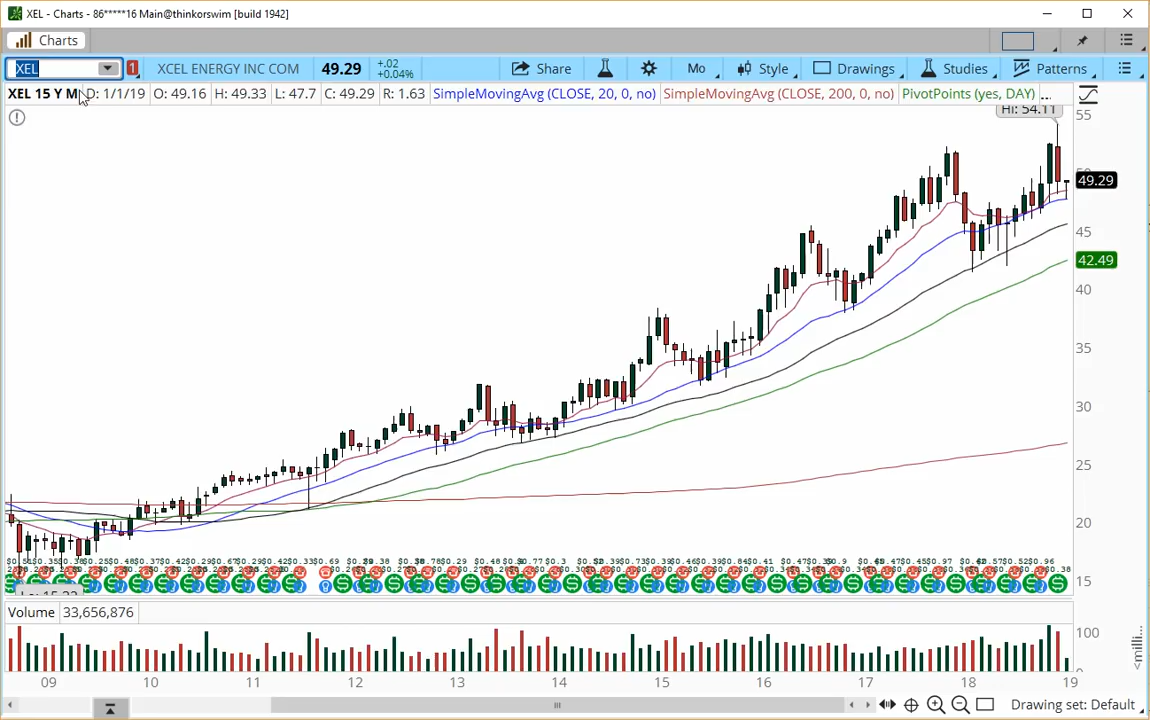 XEL - Charts - 86*****16 Main@thinkorswim [build 1942]
Charts
XEL 1 XCEL ENERGY INC COM 49.29 +.02 +0.04% Share Mo Style Drawings Studies Patterns
XEL 15 Y M D: 1/1/19 O: 49.16 H: 49.33 L: 47.7 C: 49.29 R: 1.63 SimpleMovingAvg (CLOSE, 20, 0, no) SimpleMovingAvg (CLOSE, 200, 0, no) PivotPoints (yes, DAY) ...
Hi: 54.11
55
49.29
45
42.49
40
35
30
25
20
15
Volume 33,656,876
100
<milli...
09 10 11 12 13 14 15 16 17 18 19
Drawing set: Default